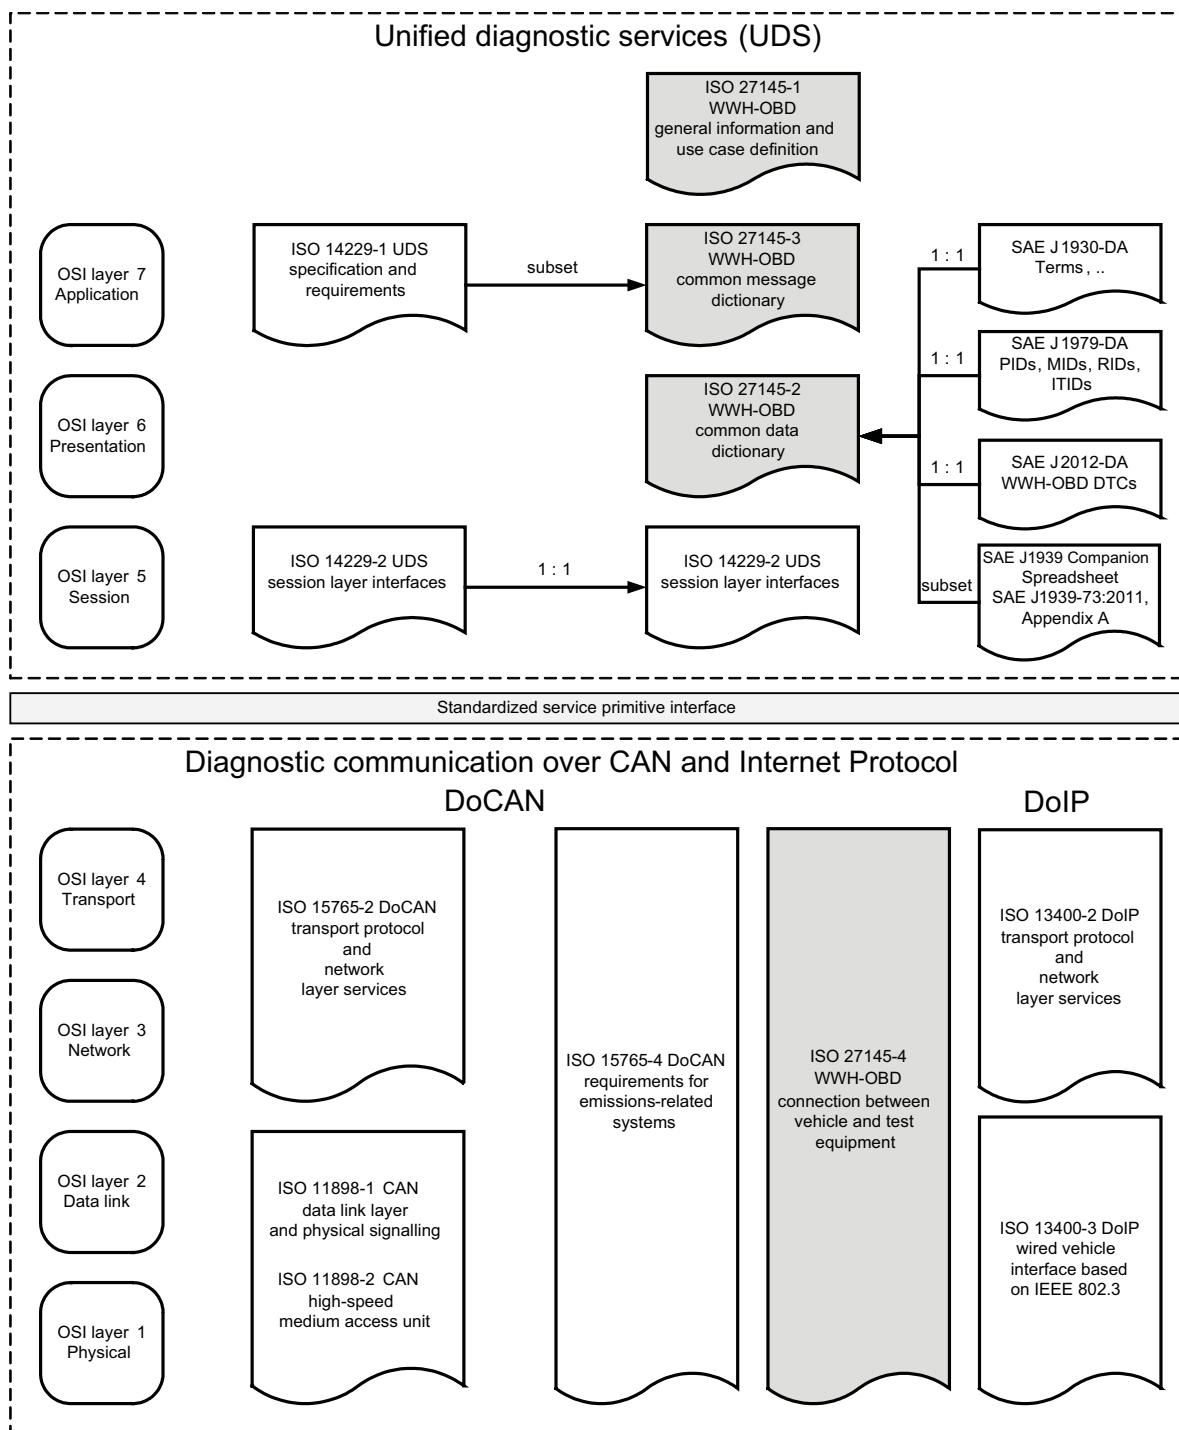 Unified diagnostic services (UDS)
ISO 27145-1
WWH-OBD
general information and
use case definition
OSI layer 7
Application
ISO 14229-1 UDS
specification and
requirements
subset
ISO 27145-3
WWH-OBD
common message
dictionary
1 : 1
SAE J1930-DA
Terms, ..
1 : 1
SAE J1979-DA
PIDs, MIDs, RIDs,
ITIDs
OSI layer 6
Presentation
ISO 27145-2
WWH-OBD
common data
dictionary
1 : 1
SAE J2012-DA
WWH-OBD DTCs
OSI layer 5
Session
ISO 14229-2 UDS
session layer interfaces
1 : 1
ISO 14229-2 UDS
session layer interfaces
subset
SAE J1939 Companion
Spreadsheet
SAE J1939-73:2011,
Appendix A
Standardized service primitive interface
Diagnostic communication over CAN and Internet Protocol
DoCAN
DoIP
OSI layer 4
Transport
ISO 15765-2 DoCAN
transport protocol
and
network
layer services
ISO 13400-2 DoIP
transport protocol
and
network
layer services
OSI layer 3
Network
ISO 15765-4 DoCAN
requirements for
emissions-related
systems
ISO 27145-4
WWH-OBD
connection between
vehicle and test
equipment
OSI layer 2
Data link
ISO 11898-1 CAN
data link layer
and physical signalling
ISO 11898-2 CAN
high-speed
medium access unit
ISO 13400-3 DoIP
wired vehicle
interface based
on IEEE 802.3
OSI layer 1
Physical